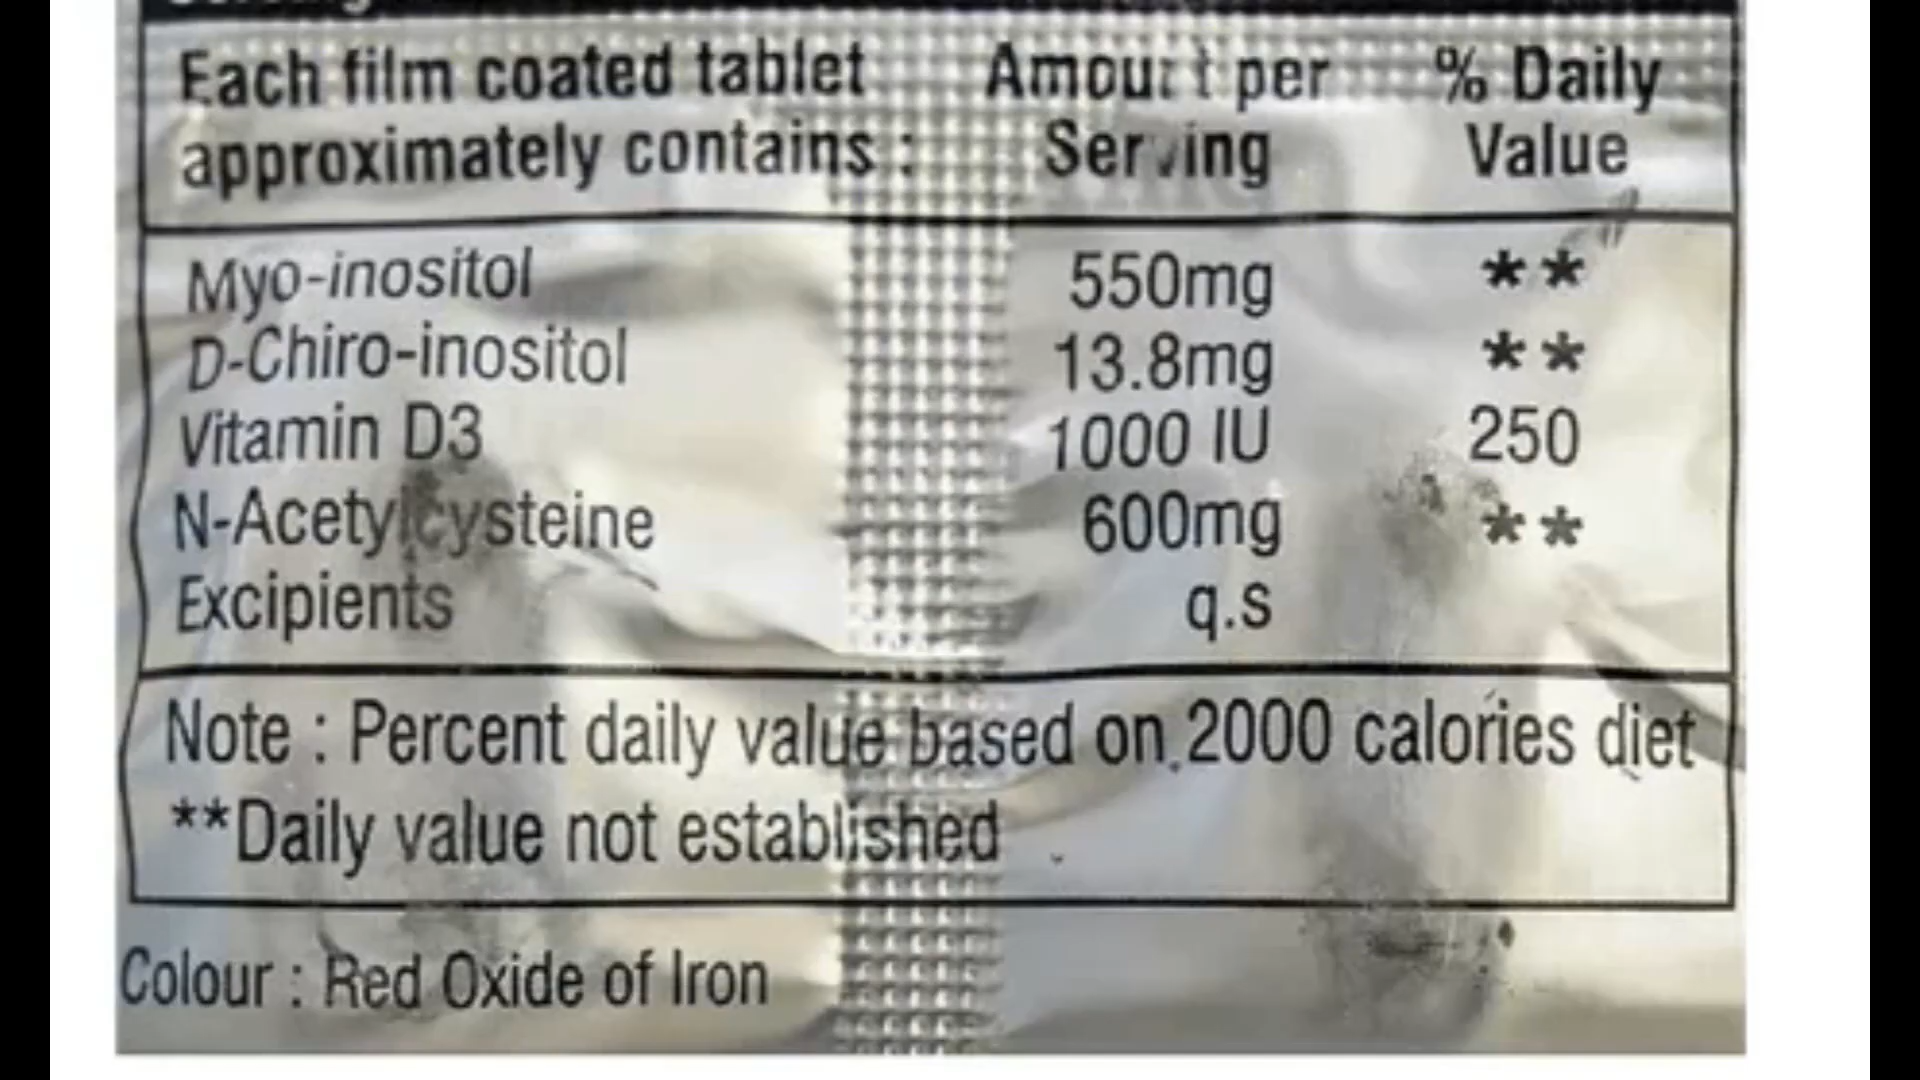 Each film coated tablet Amount per % Daily
approximately contains : Serving Value
Myo-inositol 550mg **
D-Chiro-inositol 13.8mg **
Vitamin D3 1000 IU 250
N-Acetylcysteine 600mg **
Excipients q.s
Note : Percent daily value based on 2000 calories diet
**Daily value not established
Colour : Red Oxide of Iron